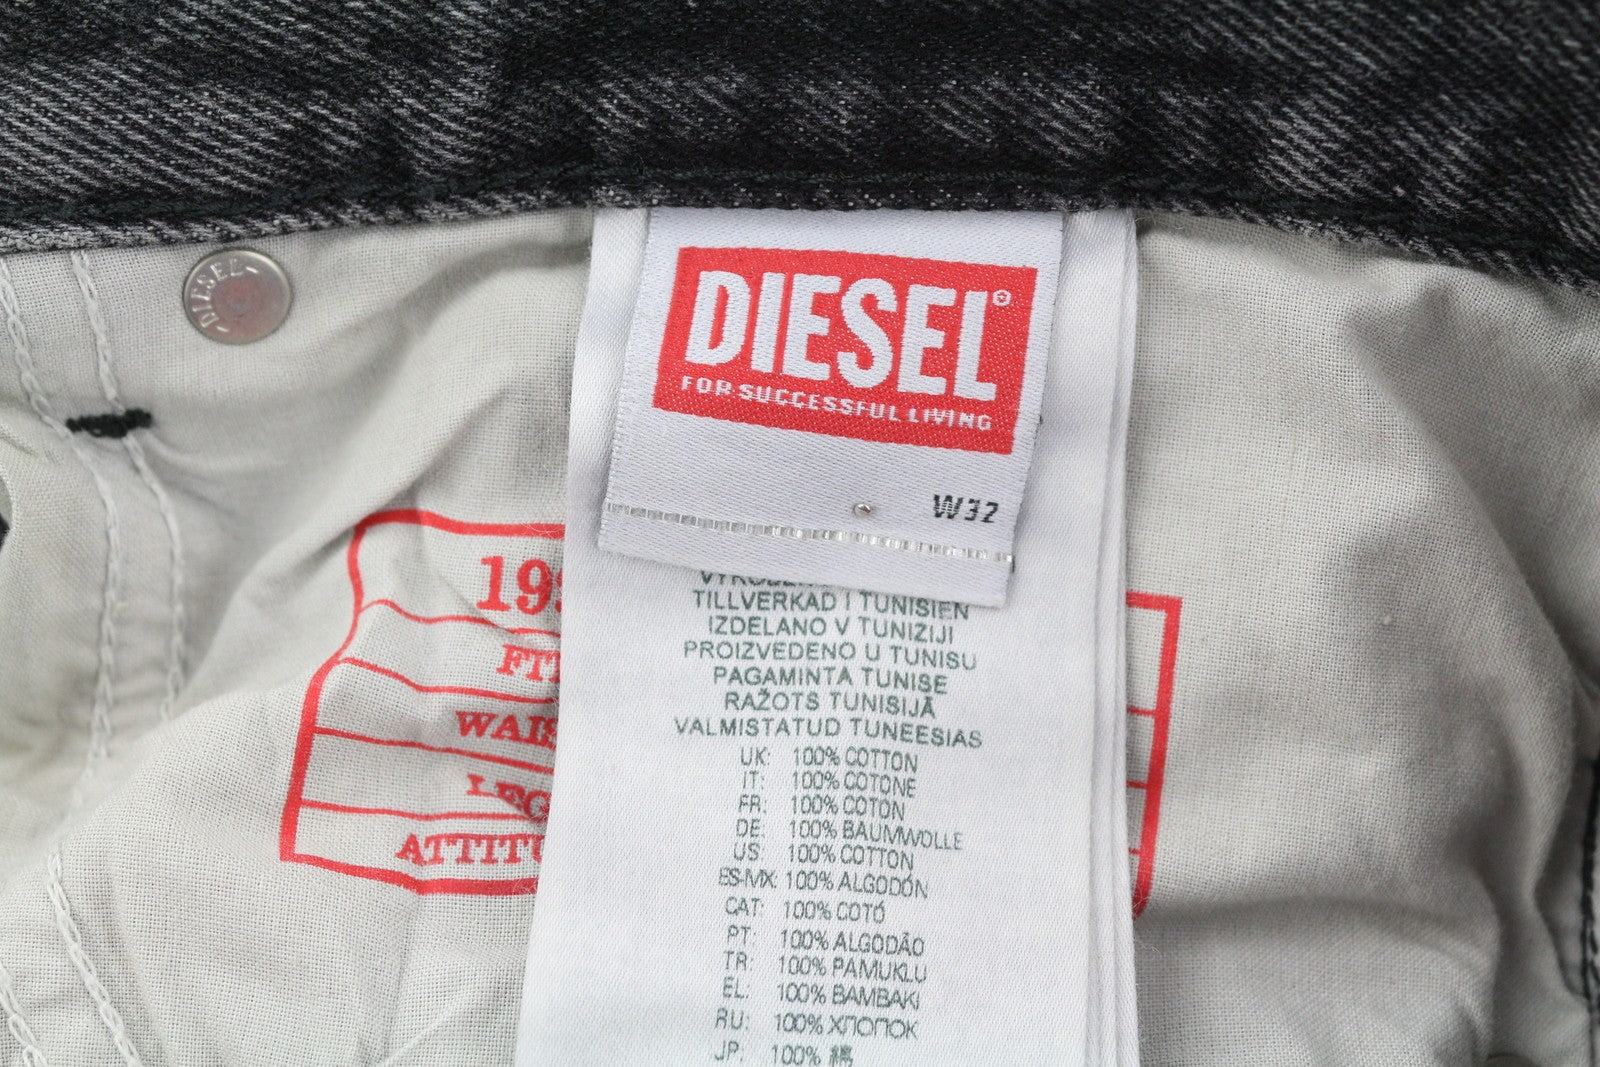 DIESEL
DIESEL
FOR SUCCESSFUL LIVING
W32
TILLVERKAD I TUNISIEN
IZDELANO V TUNIZIJI
PROIZVEDENO U TUNISU
PAGAMINTA TUNISE
RAŽOTS TUNISIJĀ
VALMISTATUD TUNEESIAS
UK: 100% COTTON
IT: 100% COTONE
FR: 100% COTON
DE: 100% BAUMWOLLE
US: 100% COTTON
ES-MX: 100% ALGODÓN
CAT: 100% COTÓ
PT: 100% ALGODÃO
TR: 100% PAMUKLU
EL: 100% ΒΑΜΒΑΚΙ
RU: 100% ХЛОПОК
JP: 100% 綿
199
FIT
WAIS
LEG
ATTITU